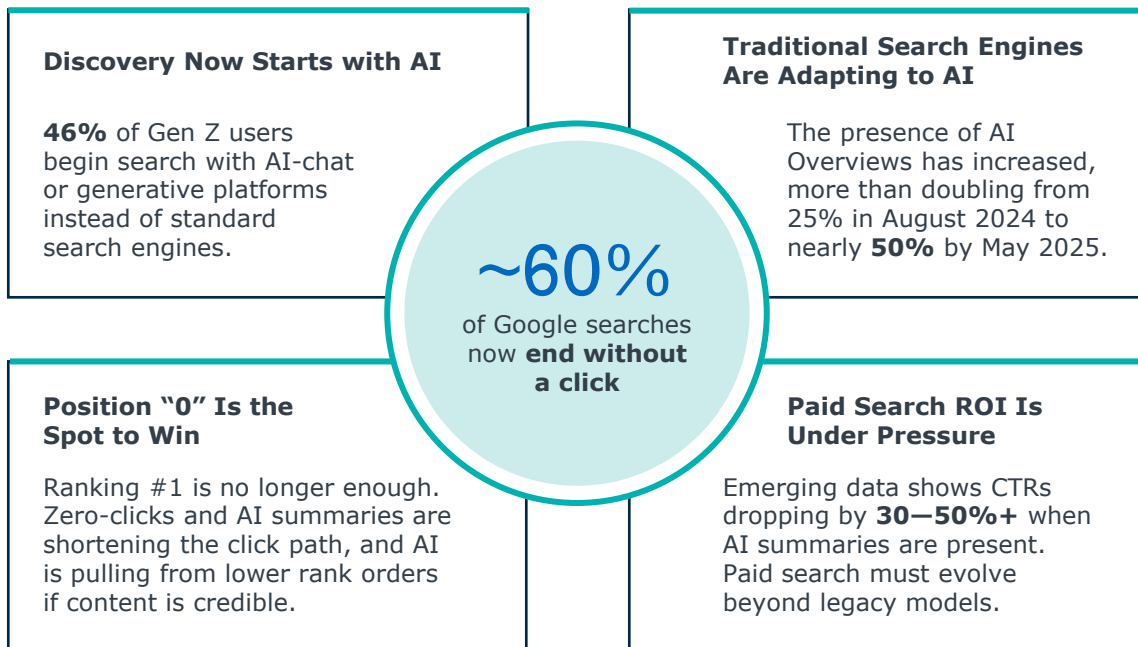 Discovery Now Starts with AI
46% of Gen Z users
begin search with AI-chat
or generative platforms
instead of standard
search engines.
Traditional Search Engines
Are Adapting to AI
The presence of AI
Overviews has increased,
more than doubling from
25% in August 2024 to
nearly 50% by May 2025.
~60%
of Google searches
now end without
a click
Position “0” Is the
Spot to Win
Ranking #1 is no longer enough.
Zero-clicks and AI summaries are
shortening the click path, and AI
is pulling from lower rank orders
if content is credible.
Paid Search ROI Is
Under Pressure
Emerging data shows CTRs
dropping by 30—50%+ when
AI summaries are present.
Paid search must evolve
beyond legacy models.